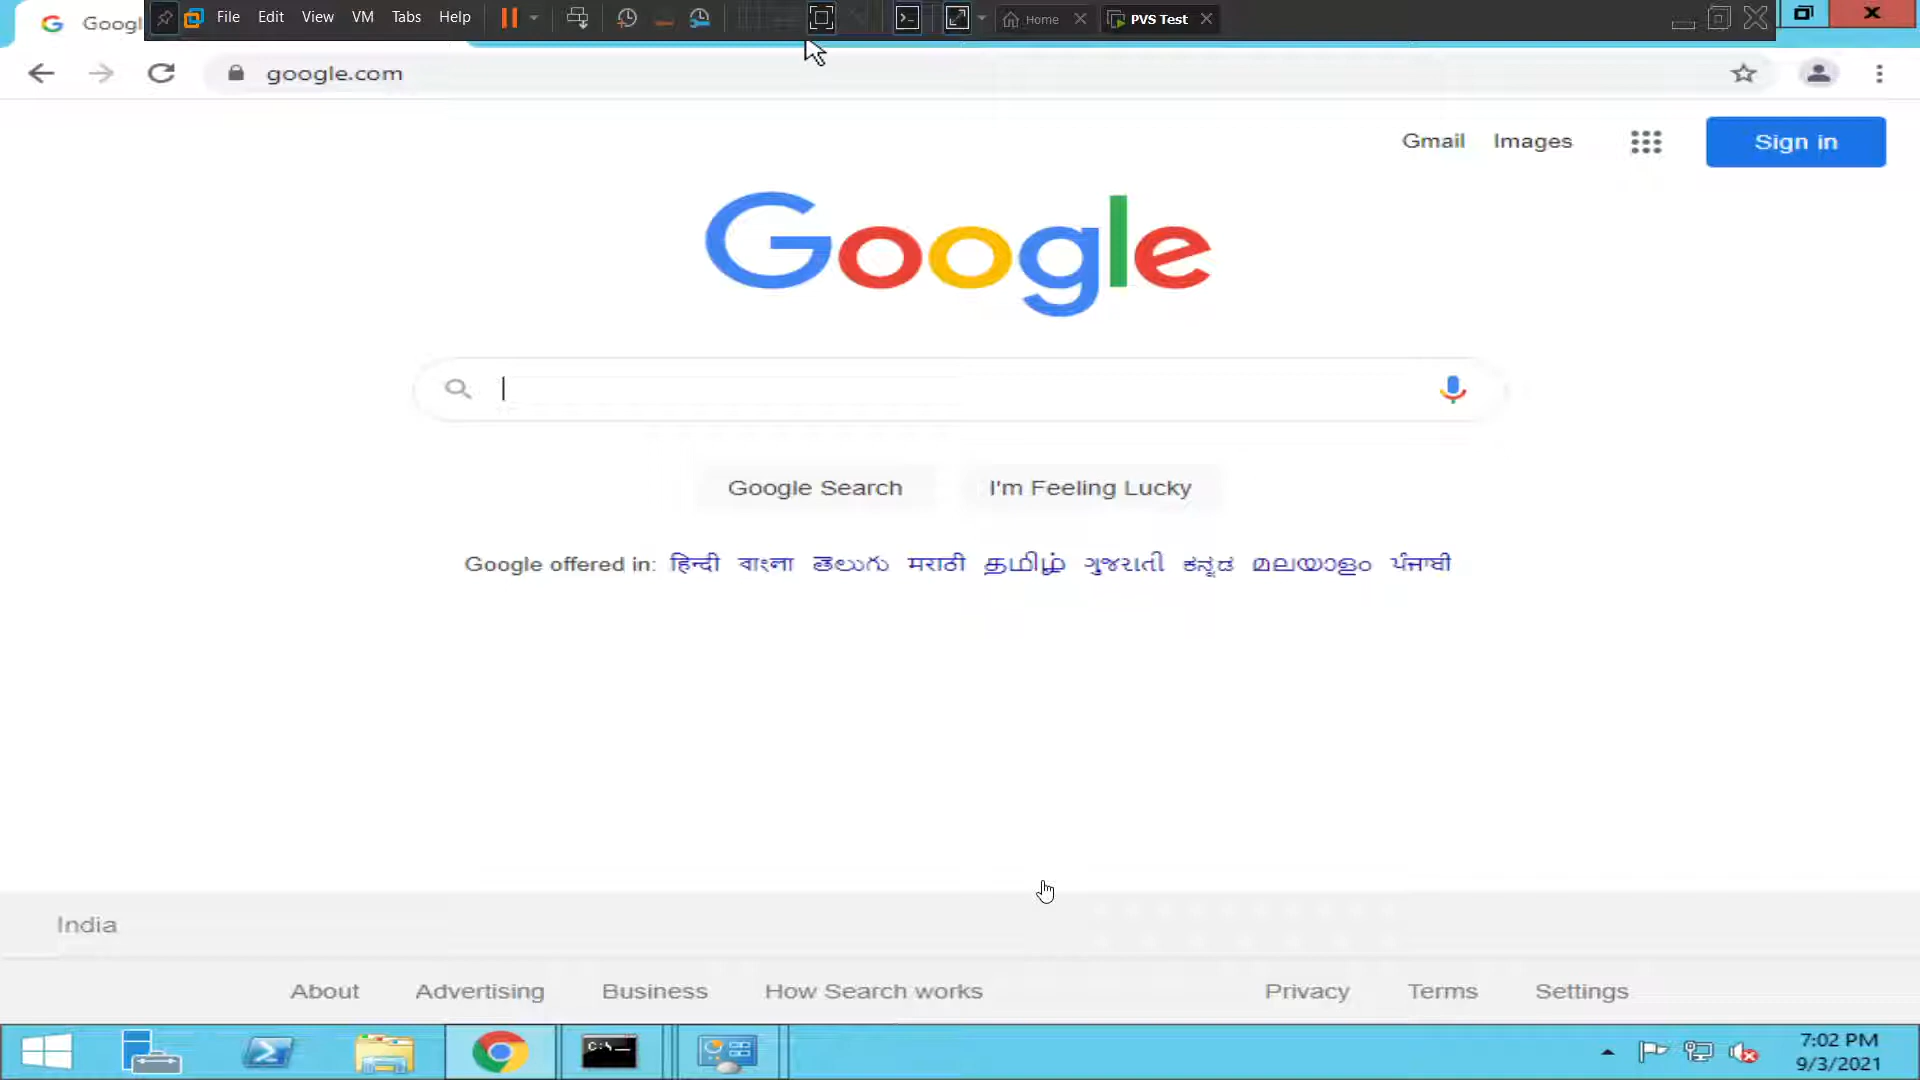 Googl File Edit View VM Tabs Help Home PVS Test
google.com
Gmail Images Sign in
Google
Google Search I'm Feeling Lucky
Google offered in: हिन्दी বাংলা తెలుగు मराठी தமிழ் ગુજરાતી ಕನ್ನಡ മലയാളം ਪੰਜਾਬੀ
India
About Advertising Business How Search works Privacy Terms Settings
C:\
7:02 PM
9/3/2021